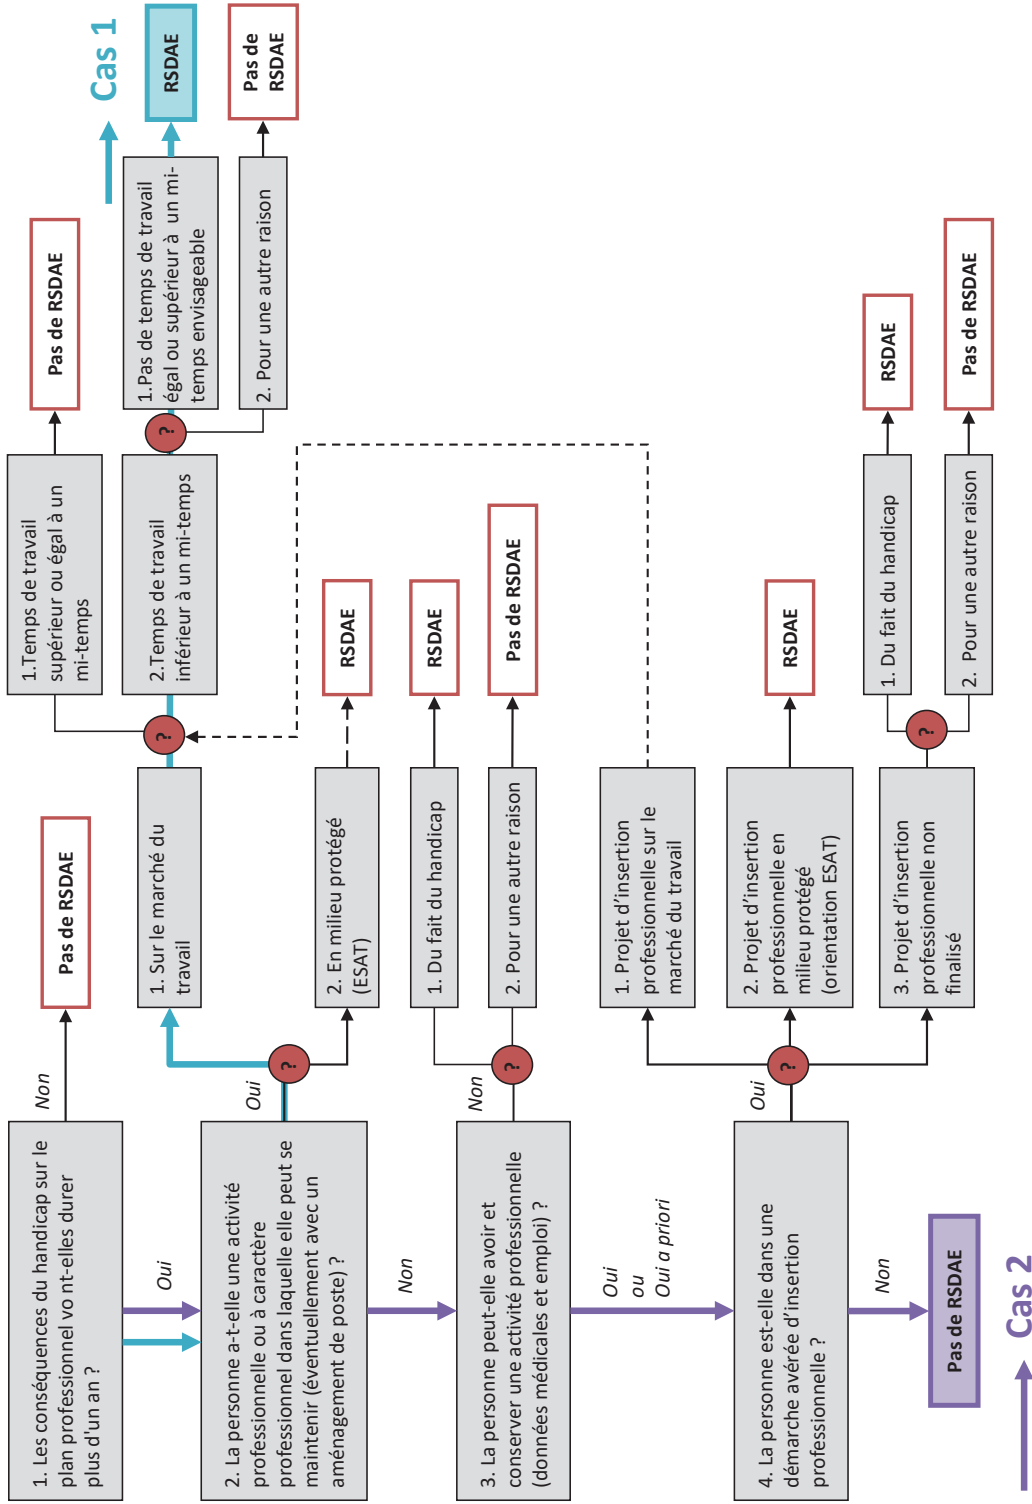 1. Les conséquences du handicap sur le
plan professionnel vo nt-elles durer
plus d'un an ?
Non
Pas de RSDAE
Oui
2. La personne a-t-elle une activité
professionnelle ou à caractère
professionnel dans laquelle elle peut se
maintenir (éventuellement avec un
aménagement de poste) ?
Oui
?
1. Sur le marché du
travail
?
1.Temps de travail
supérieur ou égal à un
mi-temps
Pas de RSDAE
2.Temps de travail
inférieur à un mi-temps
?
1.Pas de temps de travail
égal ou supérieur à un mi-
temps envisageable
RSDAE
Cas 1
2. Pour une autre raison
Pas de
RSDAE
2. En milieu protégé
(ESAT)
RSDAE
Non
3. La personne peut-elle avoir et
conserver une activité professionnelle
(données médicales et emploi) ?
Non
?
1. Du fait du handicap
RSDAE
2. Pour une autre raison
Pas de RSDAE
Oui
ou
Oui a priori
4. La personne est-elle dans une
démarche avérée d'insertion
professionnelle ?
Oui
?
1. Projet d'insertion
professionnelle sur le
marché du travail
2. Projet d'insertion
professionnelle en
milieu protégé
(orientation ESAT)
RSDAE
3. Projet d'insertion
professionnelle non
finalisé
?
1. Du fait du handicap
RSDAE
2. Pour une autre raison
Pas de RSDAE
Non
Pas de RSDAE
Cas 2